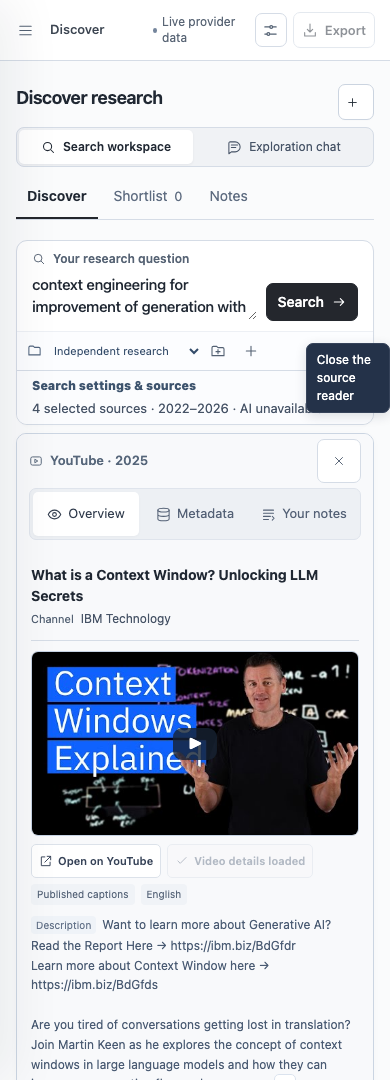 Discover
Live provider
data
Export
Discover research
+
Search workspace
Exploration chat
Discover
Shortlist 0
Notes
Your research question
context engineering for
improvement of generation with
Search →
Independent research
Close the
source
reader
Search settings & sources
4 selected sources · 2022–2026 · AI
YouTube · 2025
Overview
Metadata
Your notes
What is a Context Window? Unlocking LLM
Secrets
Channel IBM Technology
Context
Windows
Explained
Open on YouTube
Video details loaded
Published captions
English
Description Want to learn more about Generative AI?
Read the Report Here → https://ibm.biz/BdGfdr
Learn more about Context Window here →
https://ibm.biz/BdGfds
Are you tired of conversations getting lost in translation?
Join Martin Keen as he explores the concept of context
windows in large language models and how they can